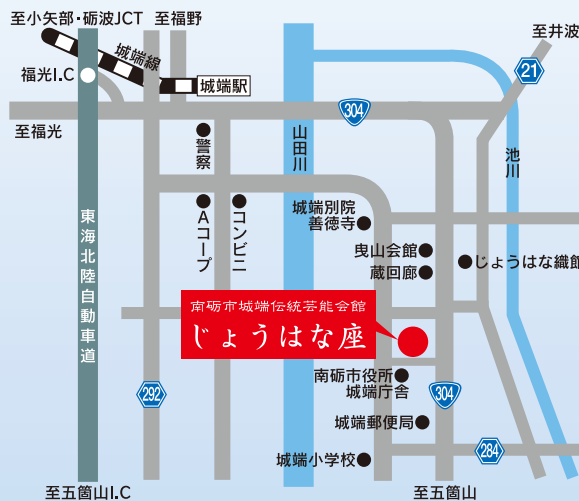 至小矢部・砺波JCT
至福野
至井波
城端線
福光I.C
城端駅
21
304
至福光
警察
山田川
池川
Aコープ
コンビニ
城端別院
善徳寺
曳山会館
蔵回廊
じょうはな織館
東海北陸自動車道
南砺市城端伝統芸能会館
じょうはな座
南砺市役所
城端庁舎
292
304
城端郵便局
284
城端小学校
至五箇山I.C
至五箇山